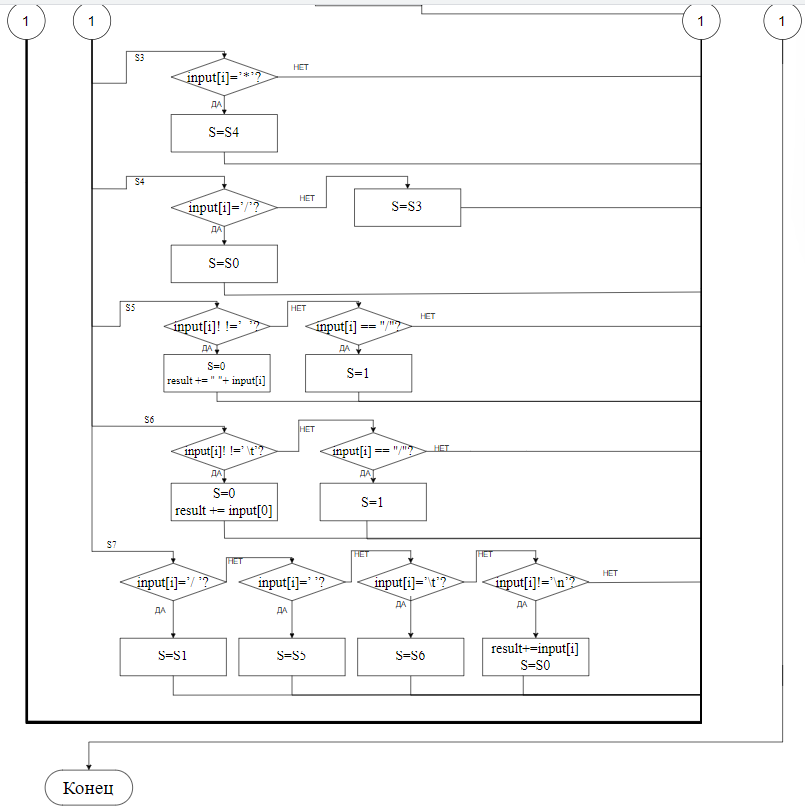 1
1
1
1
S3
input[i]='*'?
НЕТ
ДА
S=S4
S4
input[i]='/'?
НЕТ
S=S3
ДА
S=S0
S5
input[i]! !=' '?
НЕТ
input[i] == "/"?
НЕТ
ДА
ДА
S=0
result += " "+ input[i]
S=1
S6
input[i]! !='\t'?
НЕТ
input[i] == "/"?
НЕТ
ДА
ДА
S=0
result += input[0]
S=1
S7
input[i]='/ '?
НЕТ
input[i]=' '?
НЕТ
input[i]='\t'?
НЕТ
input[i]!='\n'?
НЕТ
ДА
ДА
ДА
ДА
S=S1
S=S5
S=S6
result+=input[i]
S=S0
Конец